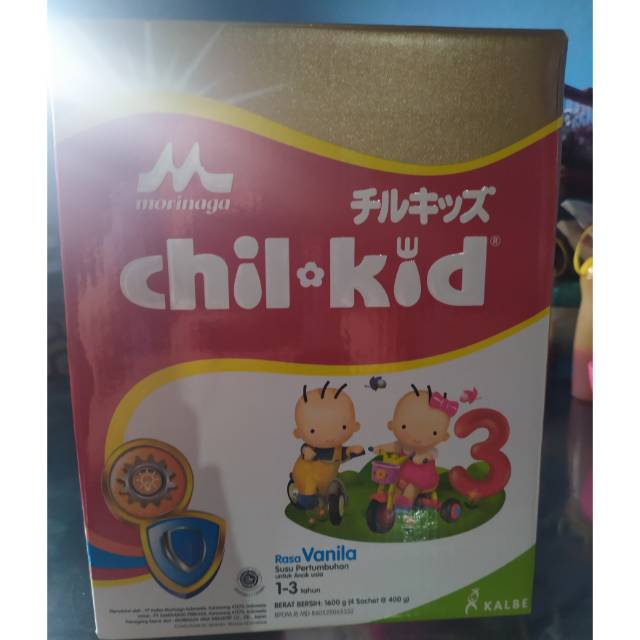 morinaga
チルキッズ
chil kid®
3
Rasa Vanila
Susu Pertumbuhan
untuk Anak usia
1-3 tahun
BERAT BERSIH: 1600 g (4 Sachet @ 400 g)
KALBE